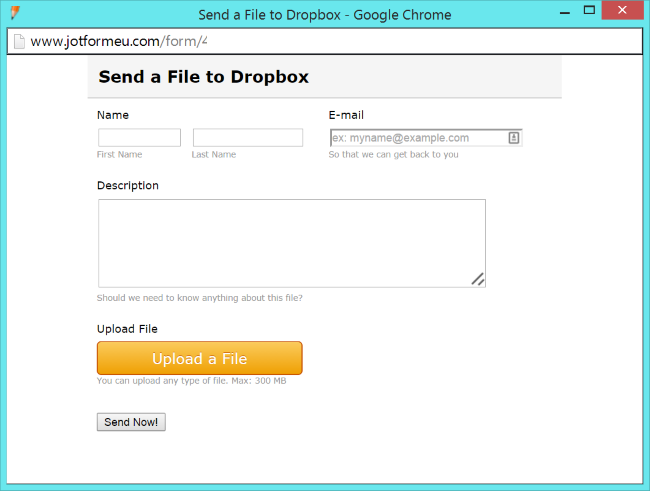 Send a File to Dropbox - Google Chrome
www.jotformeu.com/form/4
Send a File to Dropbox
Name
E-mail
ex: myname@example.com
First Name
Last Name
So that we can get back to you
Description
Should we need to know anything about this file?
Upload File
Upload a File
You can upload any type of file. Max: 300 MB
Send Now!